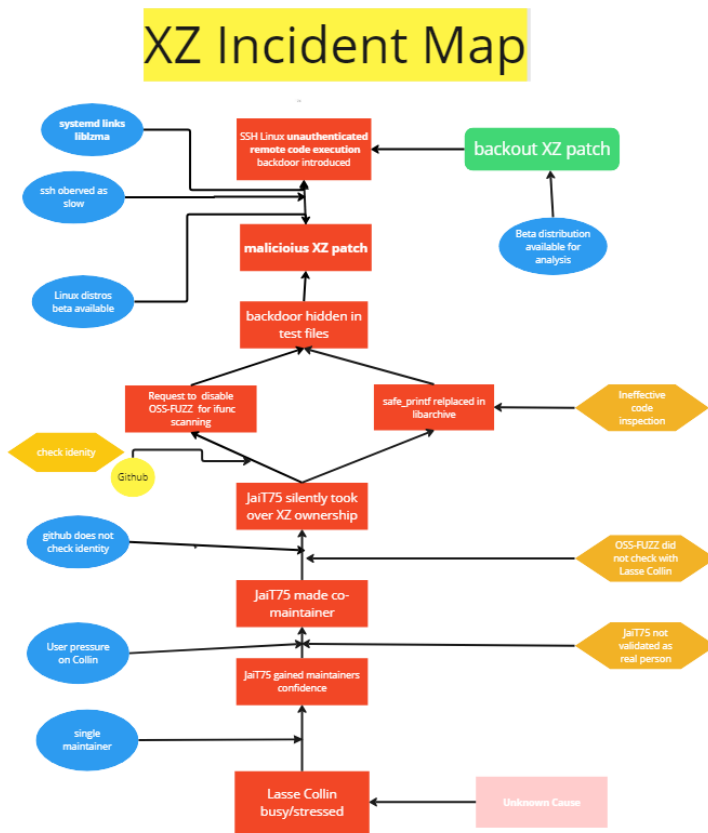 XZ Incident Map
systemd links
liblzma
SSH Linux unauthenticated
remote code execution
backdoor introduced
backout XZ patch
ssh oberved as
slow
malicioius XZ patch
Beta distribution
available for
analysis
Linux distros
beta available
backdoor hidden in
test files
Request to disable
OSS-FUZZ for ifunc
scanning
safe_printf relplaced in
libarchive
Ineffective
code
inspection
check idenity
Github
JaiT75 silently took
over XZ ownership
github does not
check identity
OSS-FUZZ did
not check with
Lasse Collin
JaiT75 made co-
maintainer
User pressure
on Collin
JaiT75 not
validated as
real person
JaiT75 gained maintainers
confidence
single
maintainer
Lasse Collin
busy/stressed
Unknown Cause